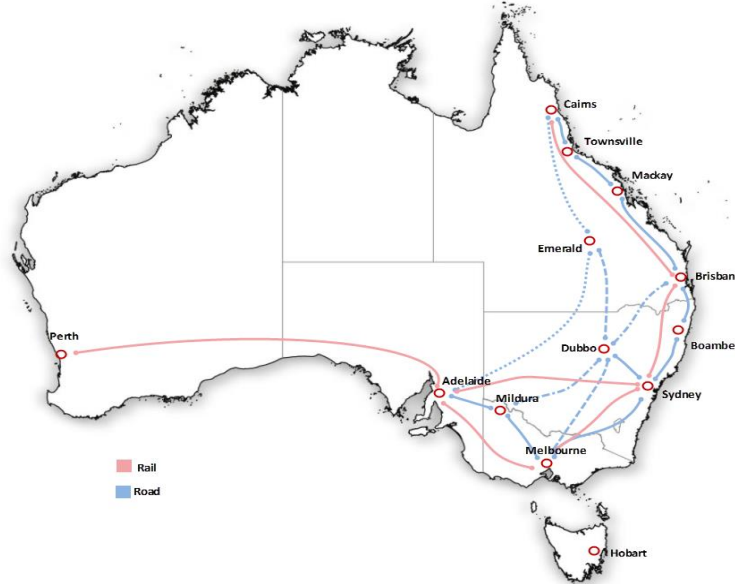 Cairns
Townsville
Mackay
Emerald
Brisban
Perth
Dubbo
Boambe
Adelaide
Mildura
Sydney
Melbourne
Rail
Road
Hobart